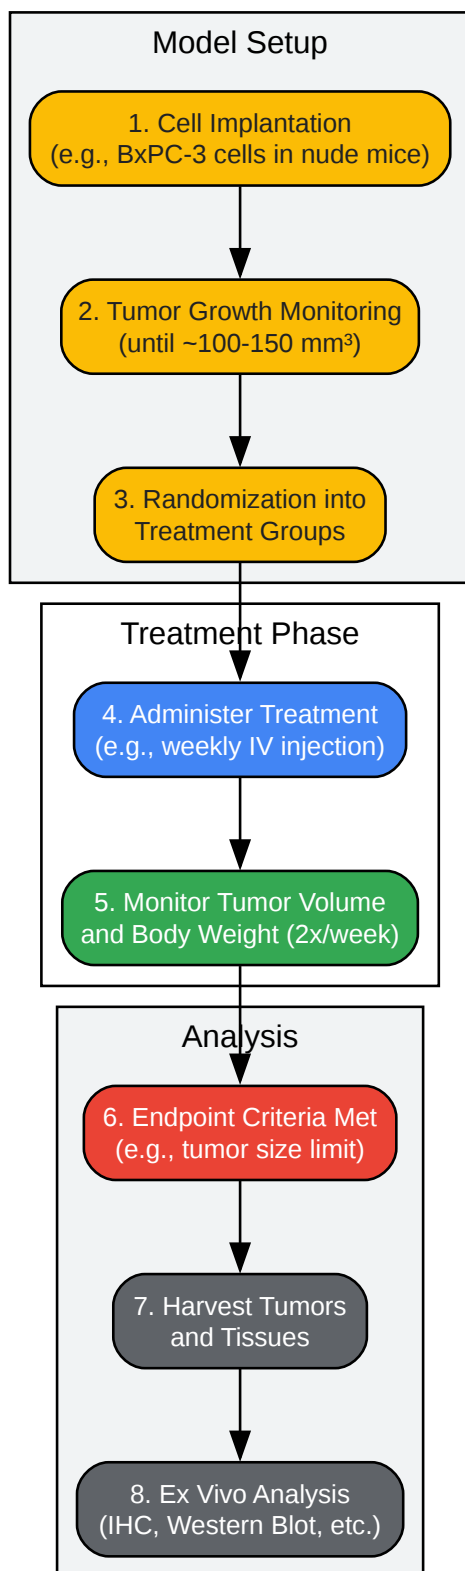 Model Setup
1. Cell Implantation
(e.g., BxPC-3 cells in nude mice)
2. Tumor Growth Monitoring
(until ~100-150 mm³)
3. Randomization into
Treatment Groups
Treatment Phase
4. Administer Treatment
(e.g., weekly IV injection)
5. Monitor Tumor Volume
and Body Weight (2x/week)
Analysis
6. Endpoint Criteria Met
(e.g., tumor size limit)
7. Harvest Tumors
and Tissues
8. Ex Vivo Analysis
(IHC, Western Blot, etc.)